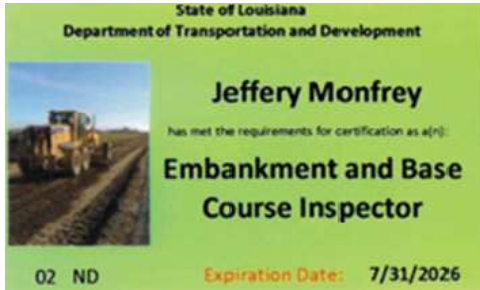 State of Louisiana
Department of Transportation and Development
Jeffery Monfrey
has met the requirements for certification as a(n):
Embankment and Base
Course Inspector
02 ND Expiration Date: 7/31/2026